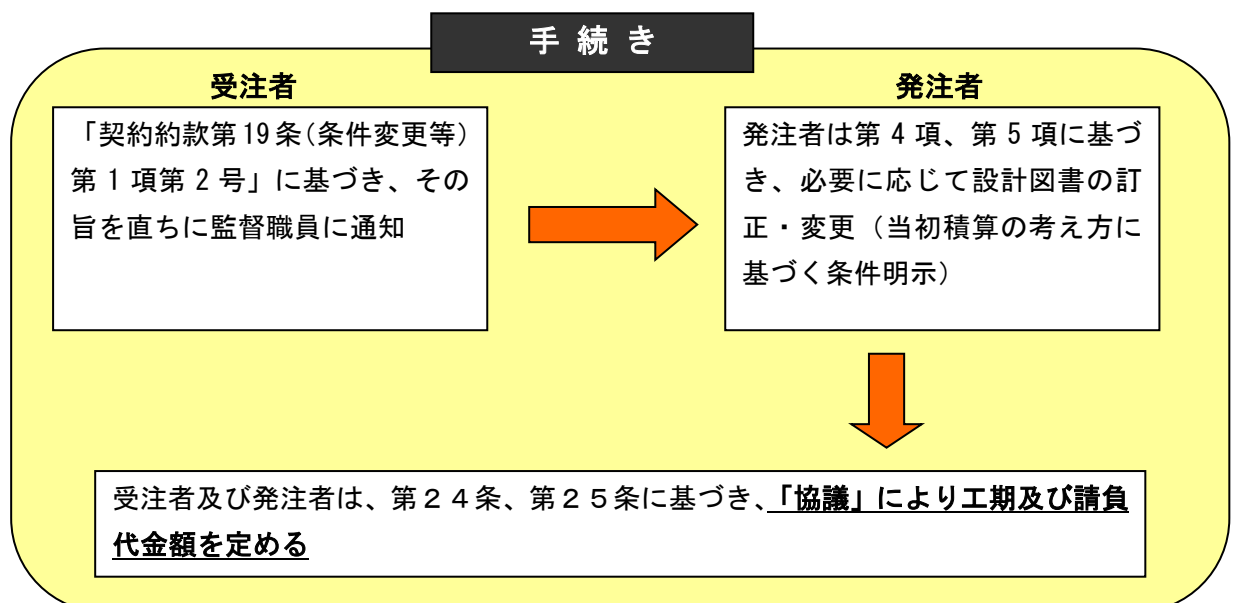 手 続 き
受注者
「契約約款第19条(条件変更等)
第 1 項第 2 号」に基づき、その
旨を直ちに監督職員に通知
発注者
発注者は第 4 項、第 5 項に基づ
き、必要に応じて設計図書の訂
正・変更（当初積算の考え方に
基づく条件明示）
受注者及び発注者は、第２４条、第２５条に基づき、「協議」により工期及び請負
代金額を定める